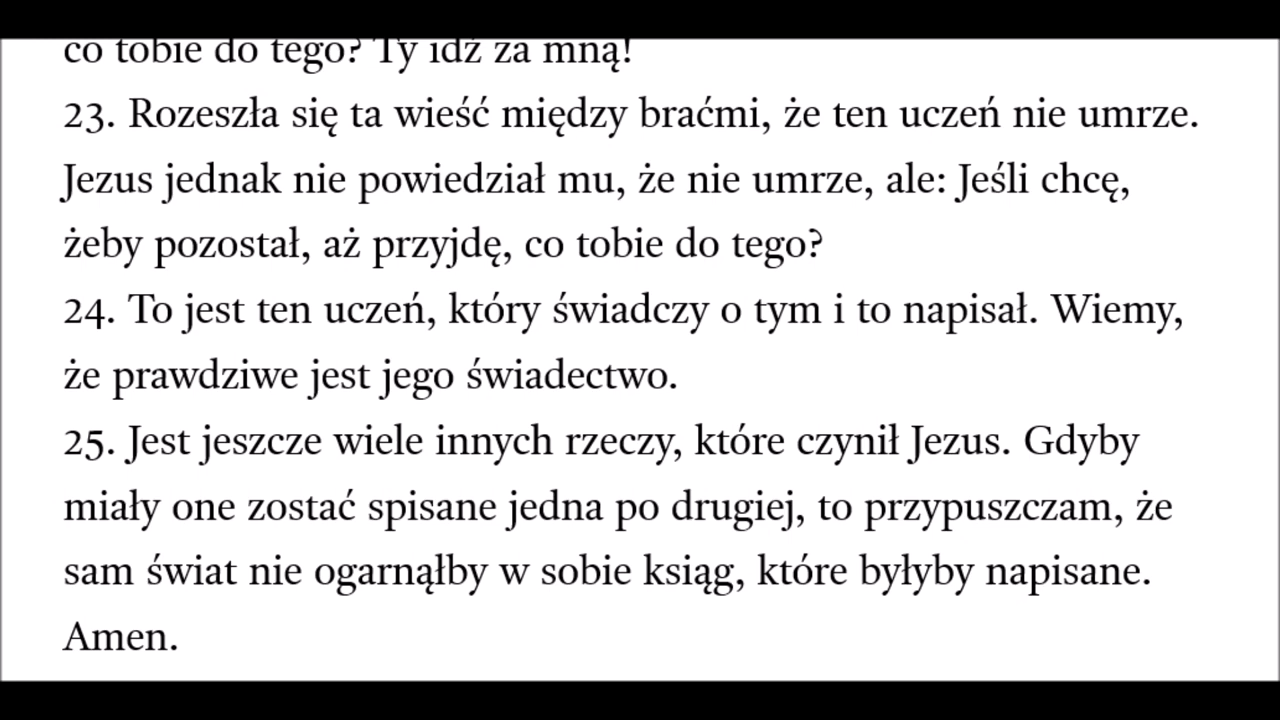 co tobie do tego? Ty idź za mną!
23. Rozeszła się ta wieść między braćmi, że ten uczeń nie umrze.
Jezus jednak nie powiedział mu, że nie umrze, ale: Jeśli chcę,
żeby pozostał, aż przyjdę, co tobie do tego?
24. To jest ten uczeń, który świadczy o tym i to napisał. Wiemy,
że prawdziwe jest jego świadectwo.
25. Jest jeszcze wiele innych rzeczy, które czynił Jezus. Gdyby
miały one zostać spisane jedna po drugiej, to przypuszczam, że
sam świat nie ogarnąłby w sobie ksiąg, które byłyby napisane.
Amen.